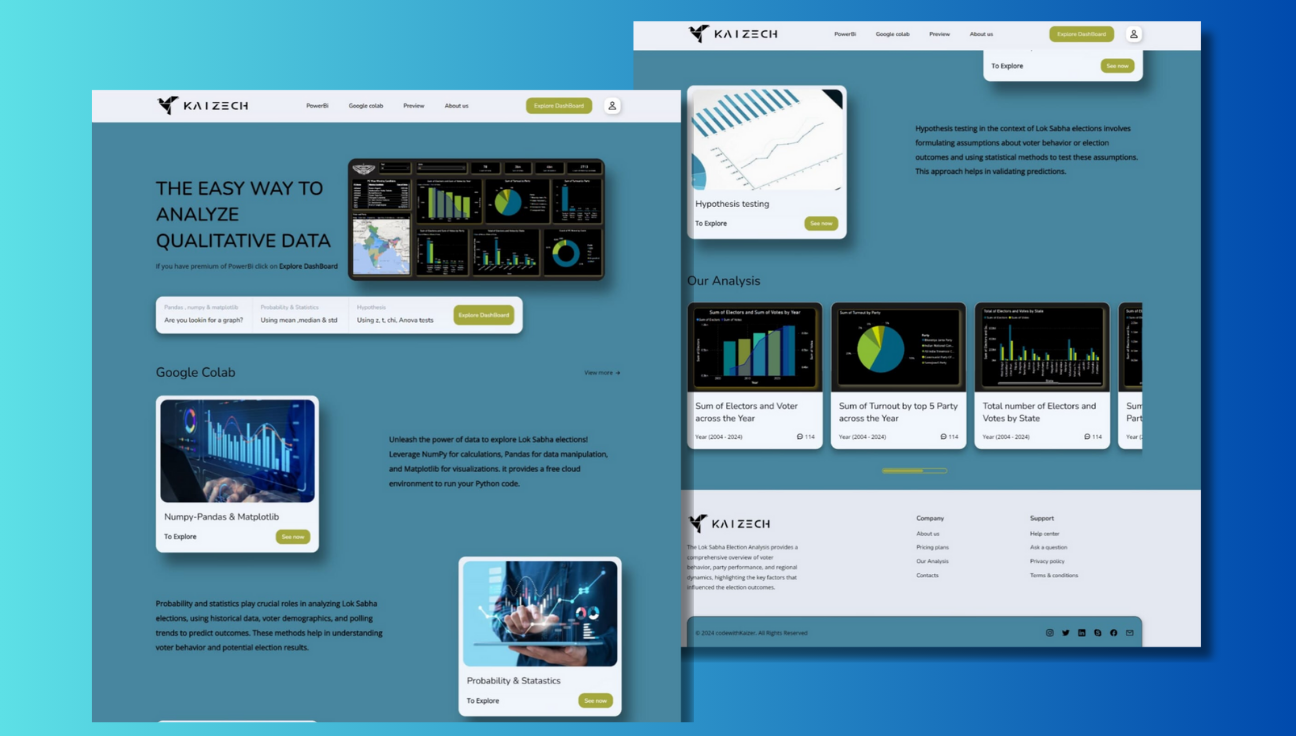 KAIZECH
PowerBi
Google colab
Preview
About us
Explore DashBoard
THE EASY WAY TO
ANALYZE
QUALITATIVE DATA
If you have premium of PowerBi click on Explore DashBoard
Pandas ,numpy & matplotlib
Are you lookin for a graph?
Probability & Statistics
Using mean ,median & std
Hypothesis
Using z, t, chi, Anova tests
Explore DashBoard
Google Colab
View more →
Numpy-Pandas & Matplotlib
To Explore
See now
Unleash the power of data to explore Lok Sabha elections!
Leverage NumPy for calculations, Pandas for data manipulation,
and Matplotlib for visualizations. it provides a free cloud
environment to run your Python code.
Probability and statistics play crucial roles in analyzing Lok Sabha
elections, using historical data, voter demographics, and polling
trends to predict outcomes. These methods help in understanding
voter behavior and potential election results.
Probability & Statastics
To Explore
See now
KAIZECH
PowerBi
Google colab
Preview
About us
Explore DashBoard
To Explore
See now
Hypothesis testing
To Explore
See now
Hypothesis testing in the context of Lok Sabha elections involves
formulating assumptions about voter behavior or election
outcomes and using statistical methods to test these assumptions.
This approach helps in validating predictions.
Our Analysis
Sum of Electors and Sum of Votes by Year
Sum of Electors and Voter
across the Year
Year (2004 - 2024)
114
Sum of Turnout by Party
Sum of Turnout by top 5 Party
across the Year
Year (2004 - 2024)
114
Total of Electors and Votes by State
Total number of Electors and
Votes by State
Year (2004 - 2024)
114
Sum
Part
Year (2
KAIZECH
The Lok Sabha Election Analysis provides a
comprehensive overview of voter
behavior, party performance, and regional
dynamics, highlighting the key factors that
influenced the election outcomes.
Company
About us
Pricing plans
Our Analysis
Contacts
Support
Help center
Ask a question
Privacy policy
Terms & conditions
© 2024 codewithKaizen. All Rights Reserved